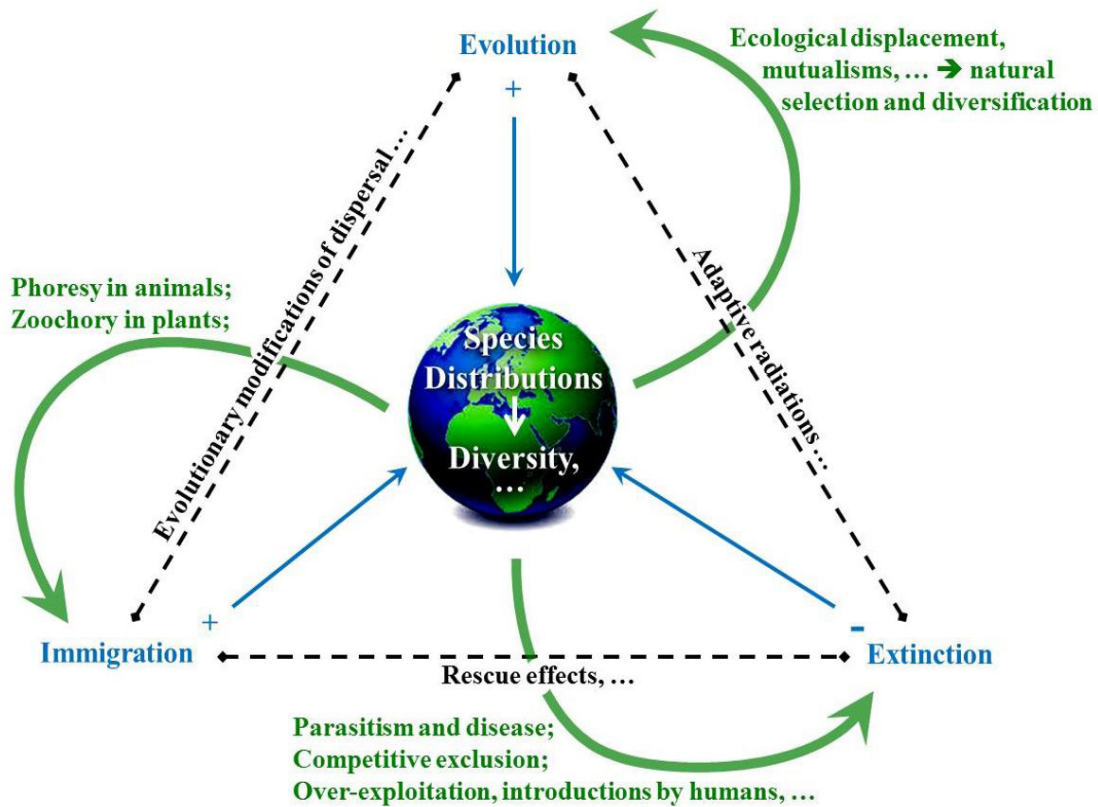 Evolution
+
Ecological displacement,
mutualisms, … ➔ natural
selection and diversification
Evolutionary modifications of dispersal …
Adaptive radiations …
Phoresy in animals;
Zoochory in plants;
Species
Distributions
Diversity,
…
Immigration
+
-
Extinction
Rescue effects, …
Parasitism and disease;
Competitive exclusion;
Over-exploitation, introductions by humans, …